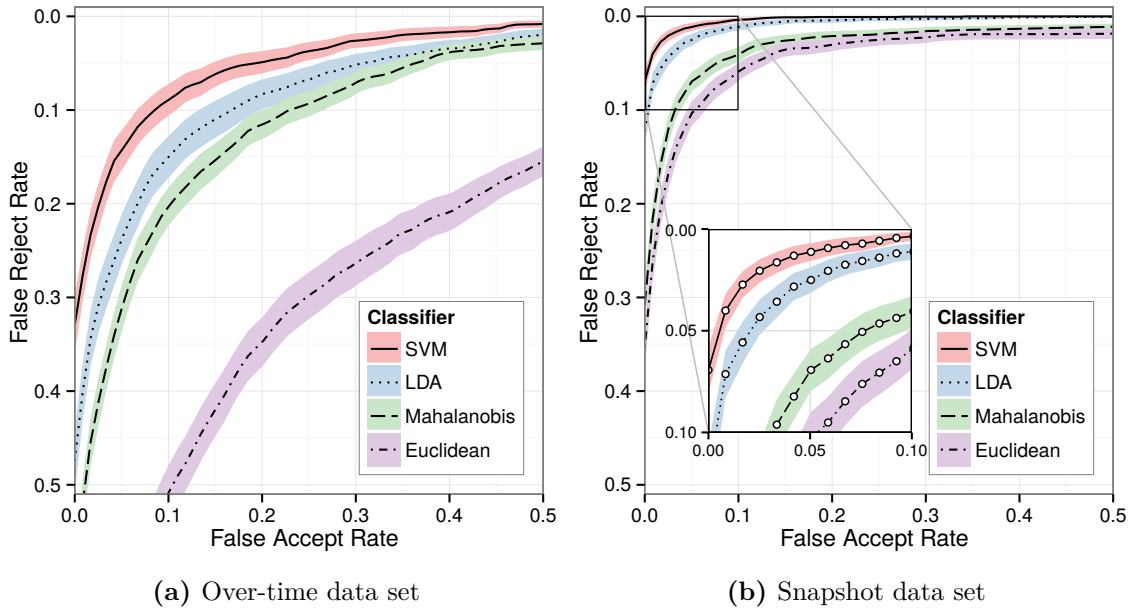 0.0
0.1
0.2
0.3
0.4
0.5
False Reject Rate
0.0 0.1 0.2 0.3 0.4 0.5
False Accept Rate
Classifier
SVM
LDA
Mahalanobis
Euclidean
(a) Over-time data set
0.0
0.1
0.2
0.3
0.4
0.5
False Reject Rate
0.00
0.05
0.10
0.00 0.05 0.10
Classifier
SVM
LDA
Mahalanobis
Euclidean
0.0 0.1 0.2 0.3 0.4 0.5
False Accept Rate
(b) Snapshot data set